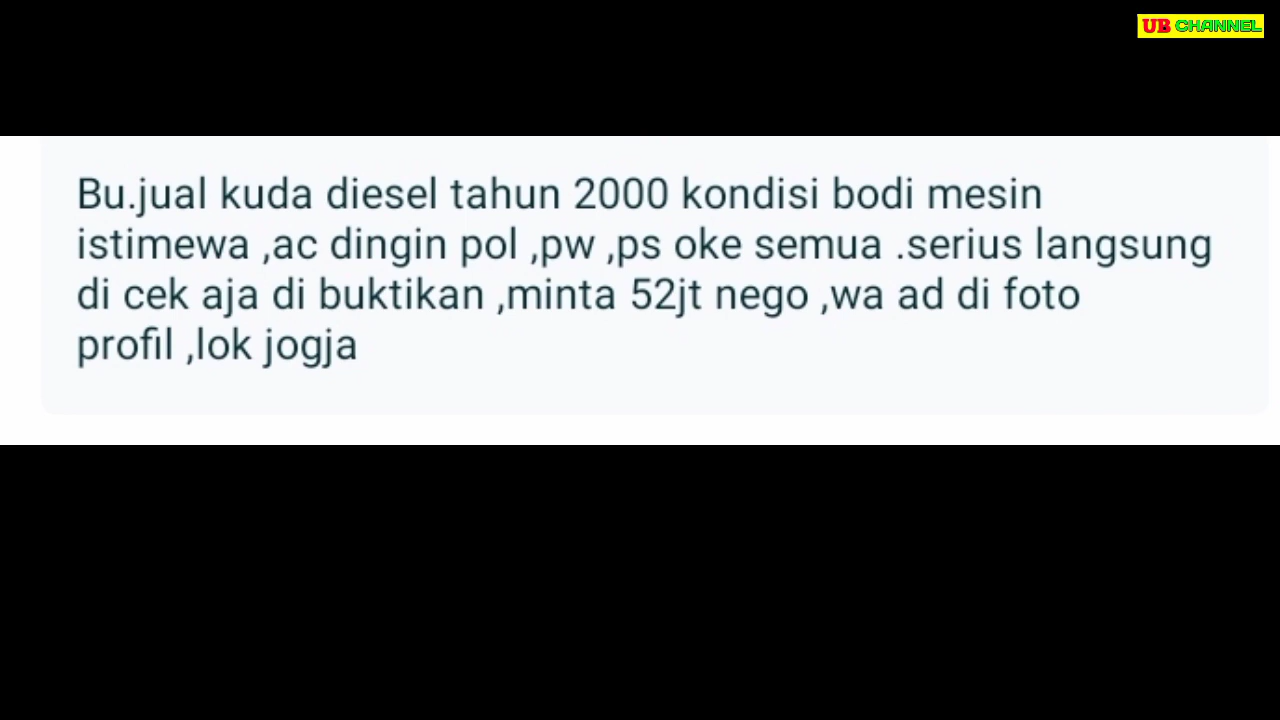 UB CHANNEL
Bu.jual kuda diesel tahun 2000 kondisi bodi mesin
istimewa ,ac dingin pol ,pw ,ps oke semua .serius langsung
di cek aja di buktikan ,minta 52jt nego ,wa ad di foto
profil ,lok jogja